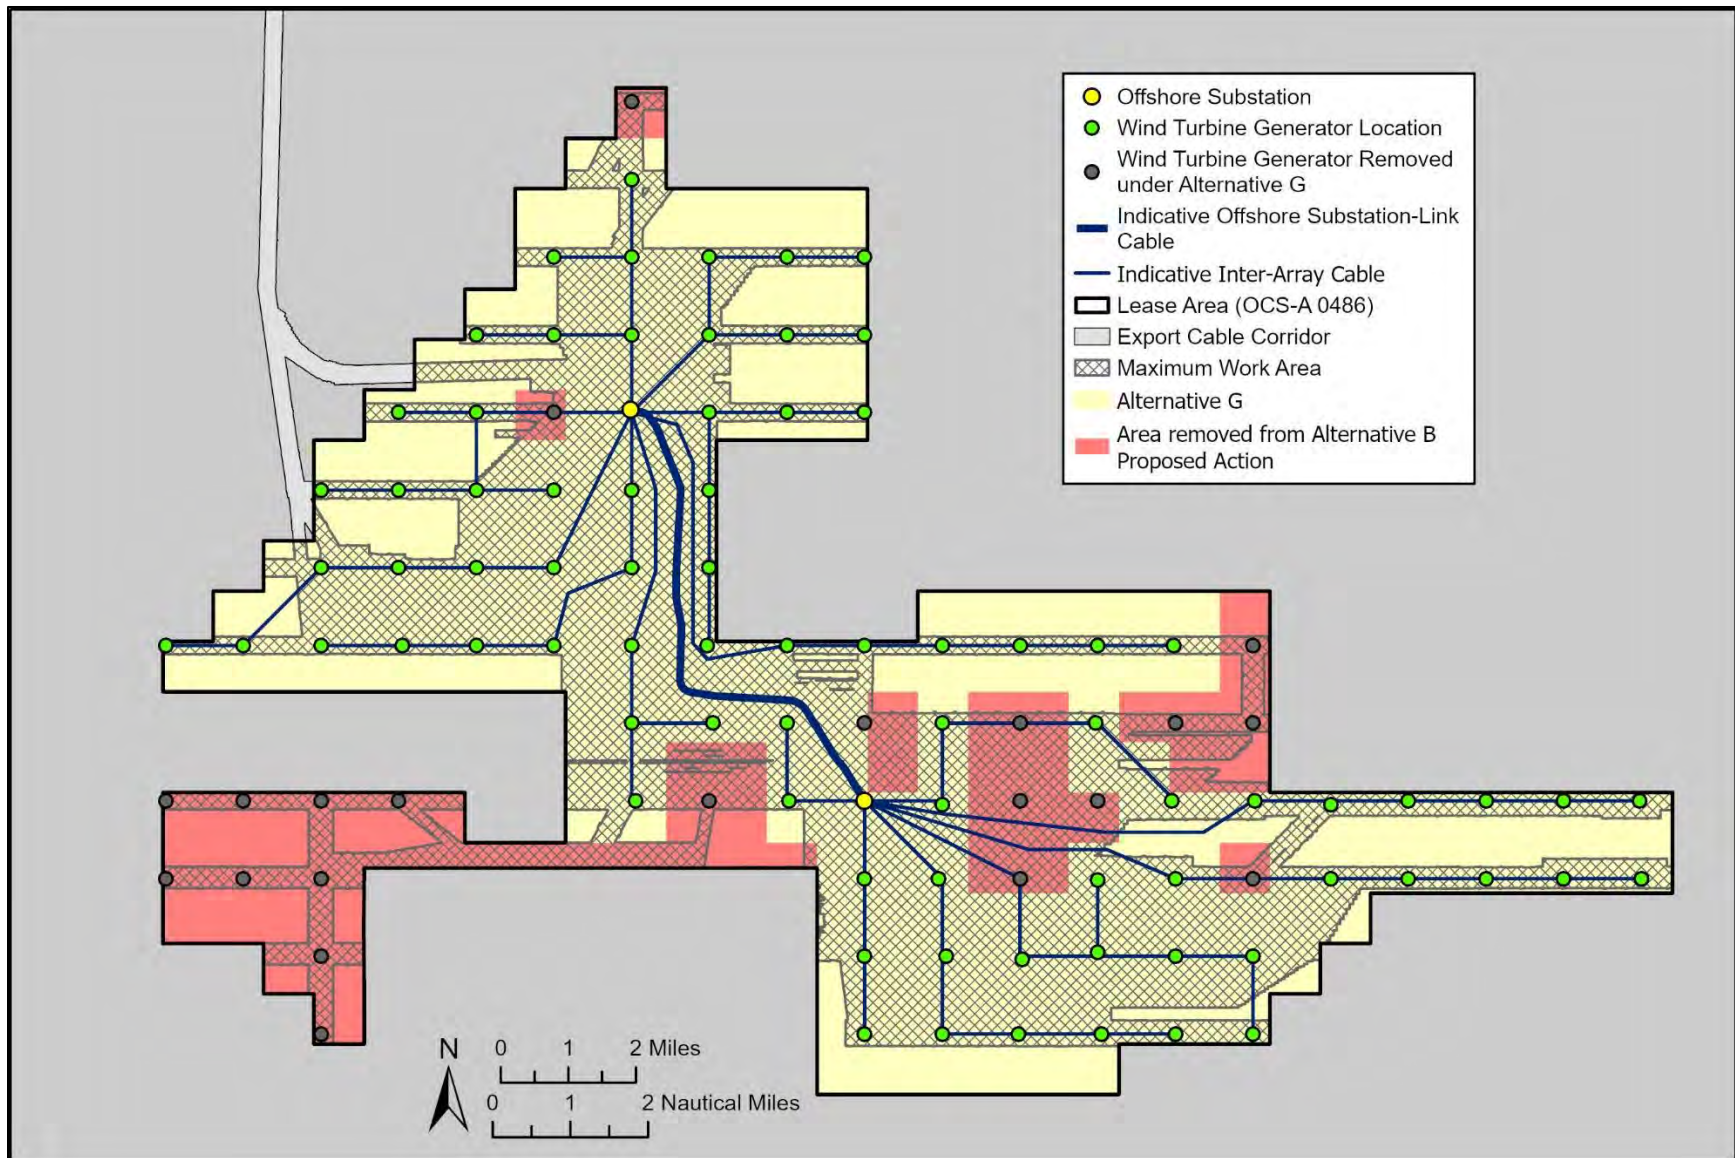 Offshore Substation
Wind Turbine Generator Location
Wind Turbine Generator Removed
under Alternative G
Indicative Offshore Substation-Link
Cable
Indicative Inter-Array Cable
Lease Area (OCS-A 0486)
Export Cable Corridor
Maximum Work Area
Alternative G
Area removed from Alternative B
Proposed Action
N
0 1 2 Miles
0 1 2 Nautical Miles